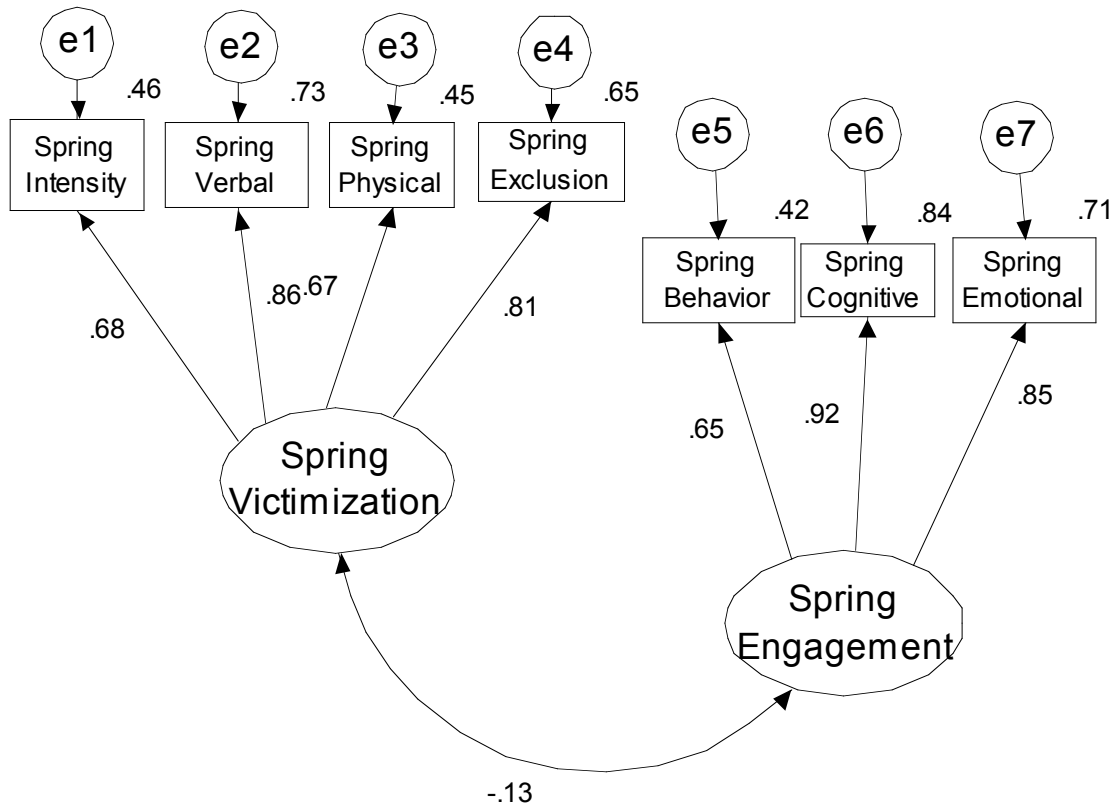 e1
e2
e3
e4
.46
.73
.45
.65
Spring
Intensity
Spring
Verbal
Spring
Physical
Spring
Exclusion
e5
e6
e7
.42
.84
.71
Spring
Behavior
Spring
Cognitive
Spring
Emotional
.68
.86
.67
.81
.65
.92
.85
Spring
Victimization
Spring
Engagement
-.13